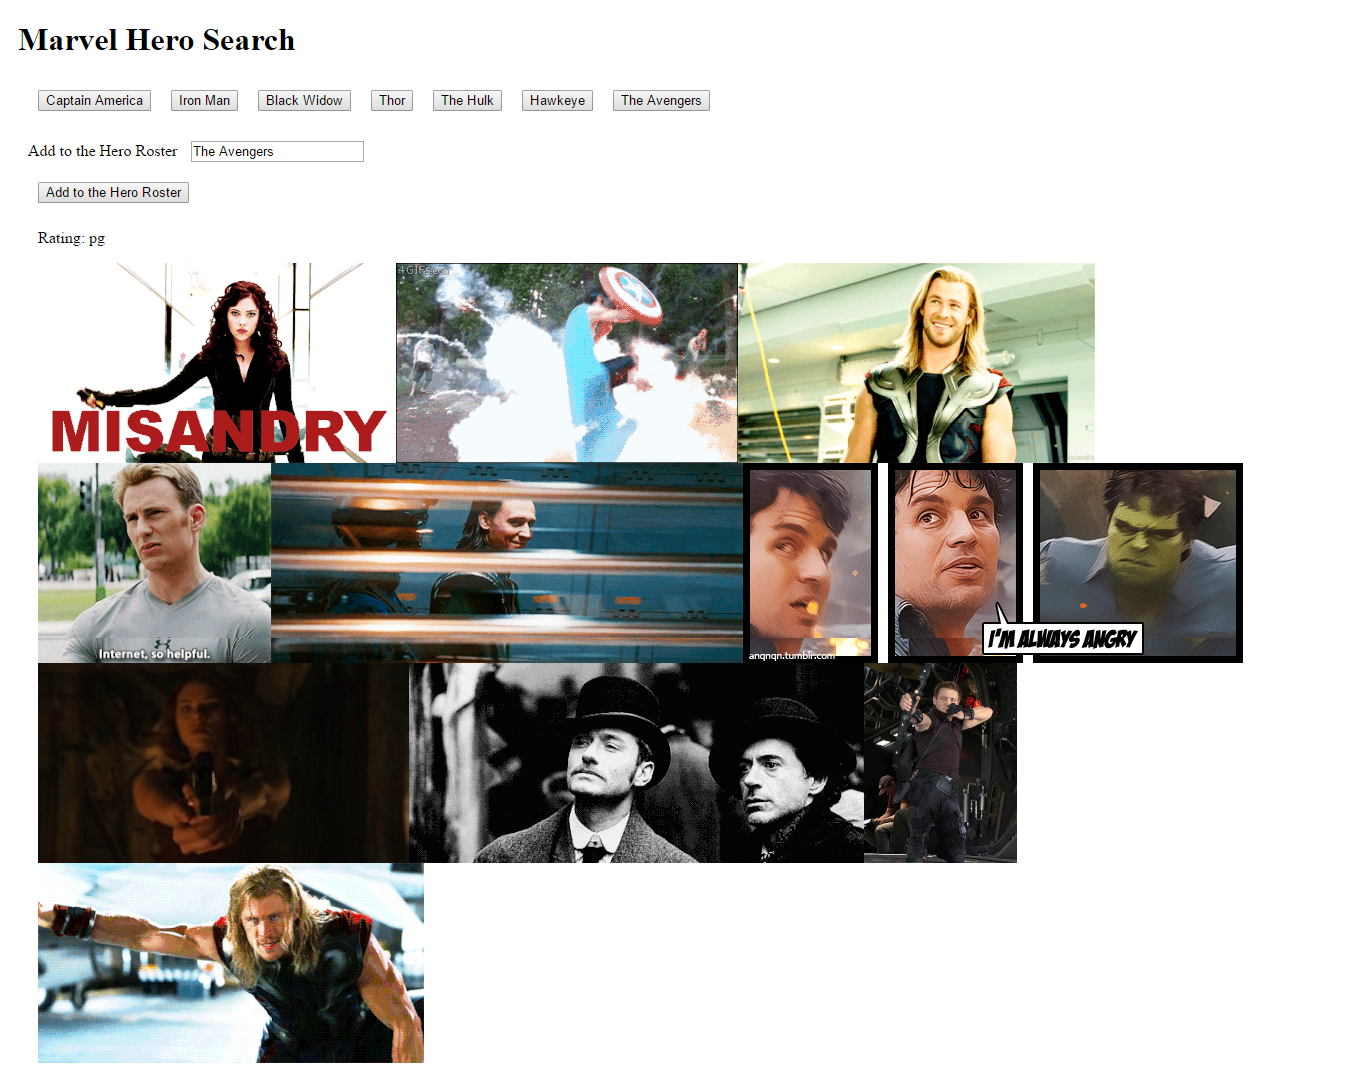 Marvel Hero Search
Captain America Iron Man Black Widow Thor The Hulk Hawkeye The Avengers
Add to the Hero Roster The Avengers
Add to the Hero Roster
Rating: pg
4GIFs.com
MISANDRY
I'M ALWAYS ANGRY
Internet, so helpful.
anqnqn.tumblr.com